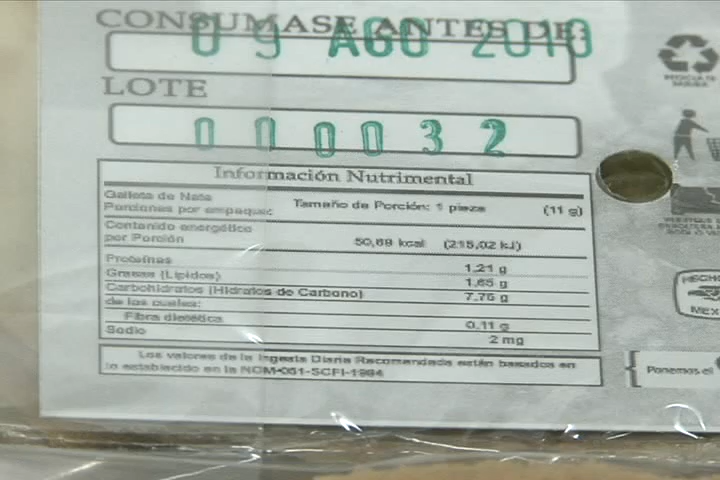 CONSUMASE ANTES DE:
09 AGO 2010
LOTE
000032
Información Nutrimental
Galleta de Nata
Porciones por empaque: Tamaño de Porción: 1 pieza (11 g)
Contenido energético
por Porción 50,69 kcal (215,02 kJ)
Proteínas 1,21 g
Grasas (Lípidos) 1,65 g
Carbohidratos (Hidratos de Carbono) 7,76 g
de los cuales:
Fibra dietética 0,11 g
Sodio 2 mg
Los valores de la Ingesta Diaria Recomendada están basados en
lo establecido en la NOM-051-SCFI-1994
HECHO
MEX
Ponemos el